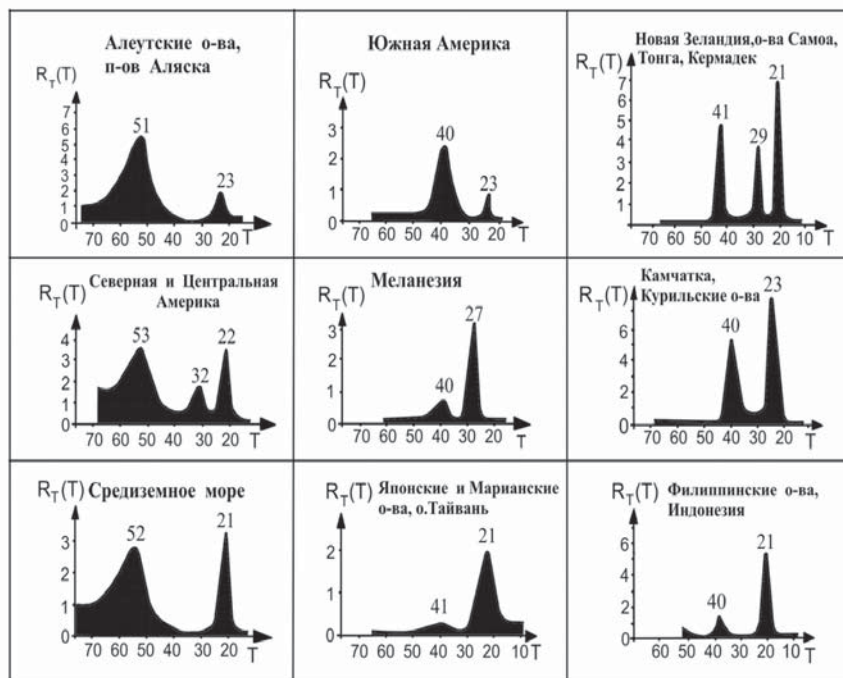 Алеутские о-ва,
п-ов Аляска
R_T(T)
7
6
5
4
3
2
1
0
51
23
70 60 50 40 30 20 T
Южная Америка
R_T(T)
3
2
1
0
40
23
70 60 50 40 30 20 T
Новая Зеландия,о-ва Самоа,
Тонга, Кермадек
R_T(T)
7
6
5
4
3
2
1
0
41
29
21
70 60 50 40 30 20 10 T
Северная и Центральная
Америка
R_T(T)
4
3
2
1
0
53
32
22
70 60 50 40 30 20 T
Меланезия
R_T(T)
3
2
1
0
40
27
70 60 50 40 30 20 T
Камчатка,
Курильские о-ва
R_T(T)
6
4
2
0
40
23
70 60 50 40 30 20 T
Средиземное море
R_T(T)
3
2
1
0
52
21
70 60 50 40 30 20 T
Японские и Марианские
о-ва, о.Тайвань
R_T(T)
2
1
0
41
21
70 60 50 40 30 20 10 T
Филиппинские о-ва,
Индонезия
R_T(T)
6
4
2
0
40
21
60 50 40 30 20 10 T